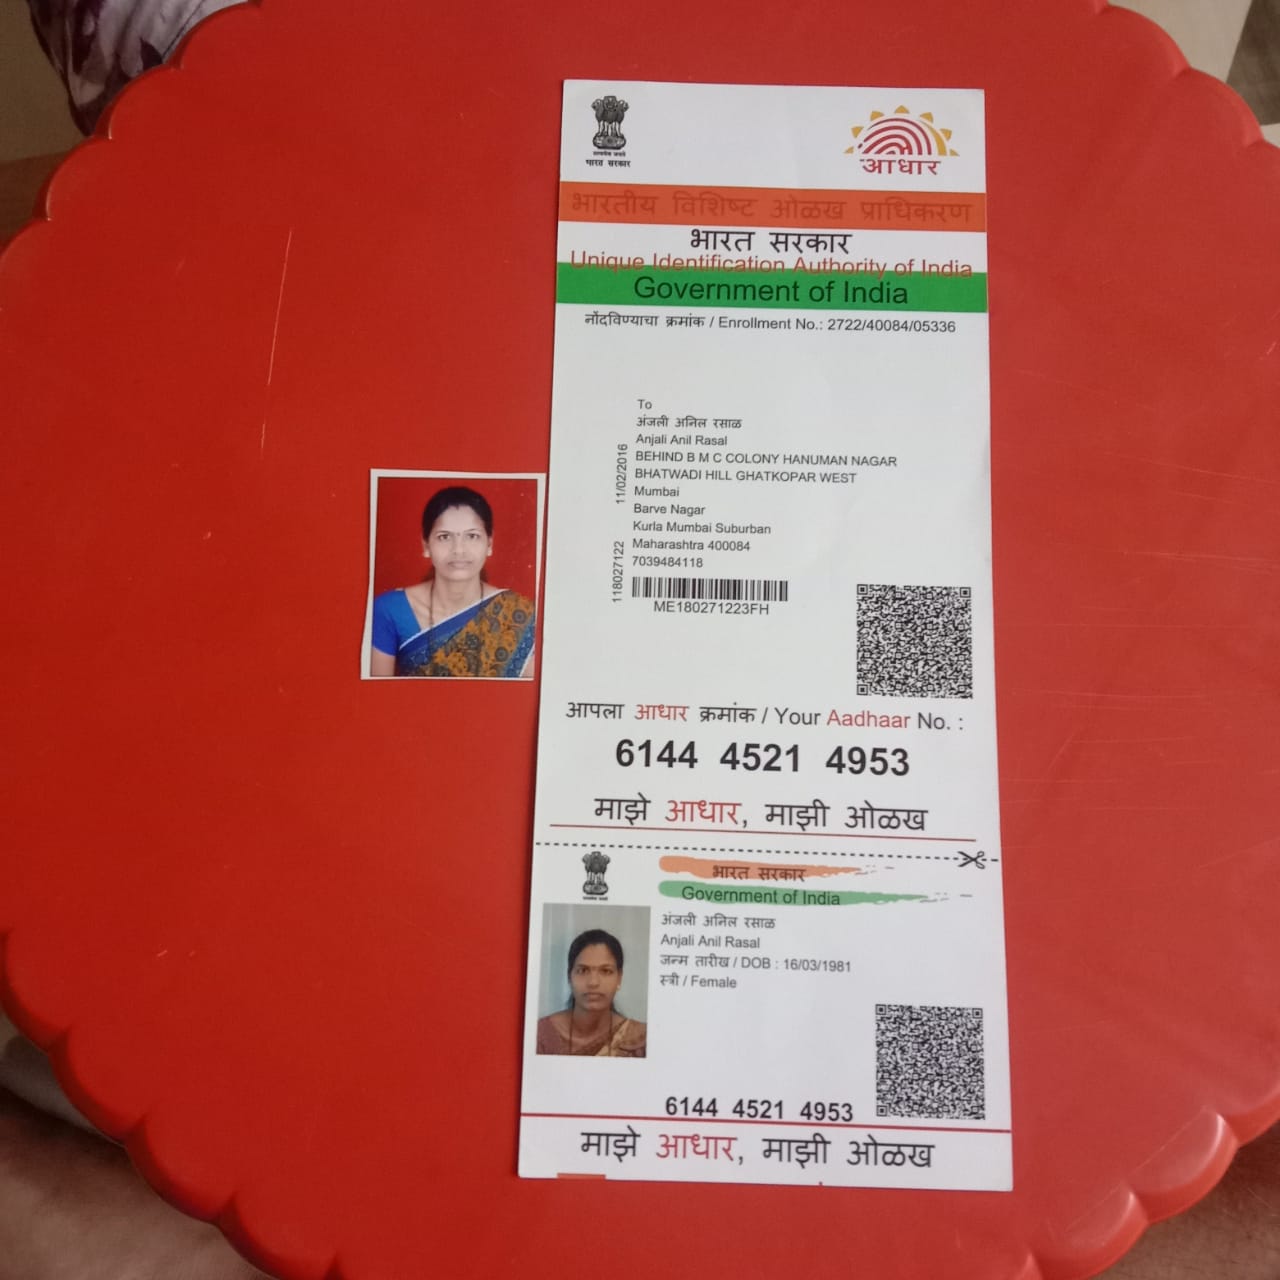 सत्यमेव जयते
भारत सरकार
आधार
भारतीय विशिष्ट ओळख प्राधिकरण
भारत सरकार
Unique Identification Authority of India
Government of India
नोंदविण्याचा क्रमांक / Enrollment No.: 2722/40084/05336
To
अंजली अनिल रसाळ
Anjali Anil Rasal
BEHIND B M C COLONY HANUMAN NAGAR
BHATWADI HILL GHATKOPAR WEST
Mumbai
Barve Nagar
Kurla Mumbai Suburban
Maharashtra 400084
7039484118
11/02/2016
118027122
ME180271223FH
आपला आधार क्रमांक / Your Aadhaar No. :
6144 4521 4953
माझे आधार, माझी ओळख
भारत सरकार
Government of India
अंजली अनिल रसाळ
Anjali Anil Rasal
जन्म तारीख / DOB : 16/03/1981
स्त्री / Female
6144 4521 4953
माझे आधार, माझी ओळख